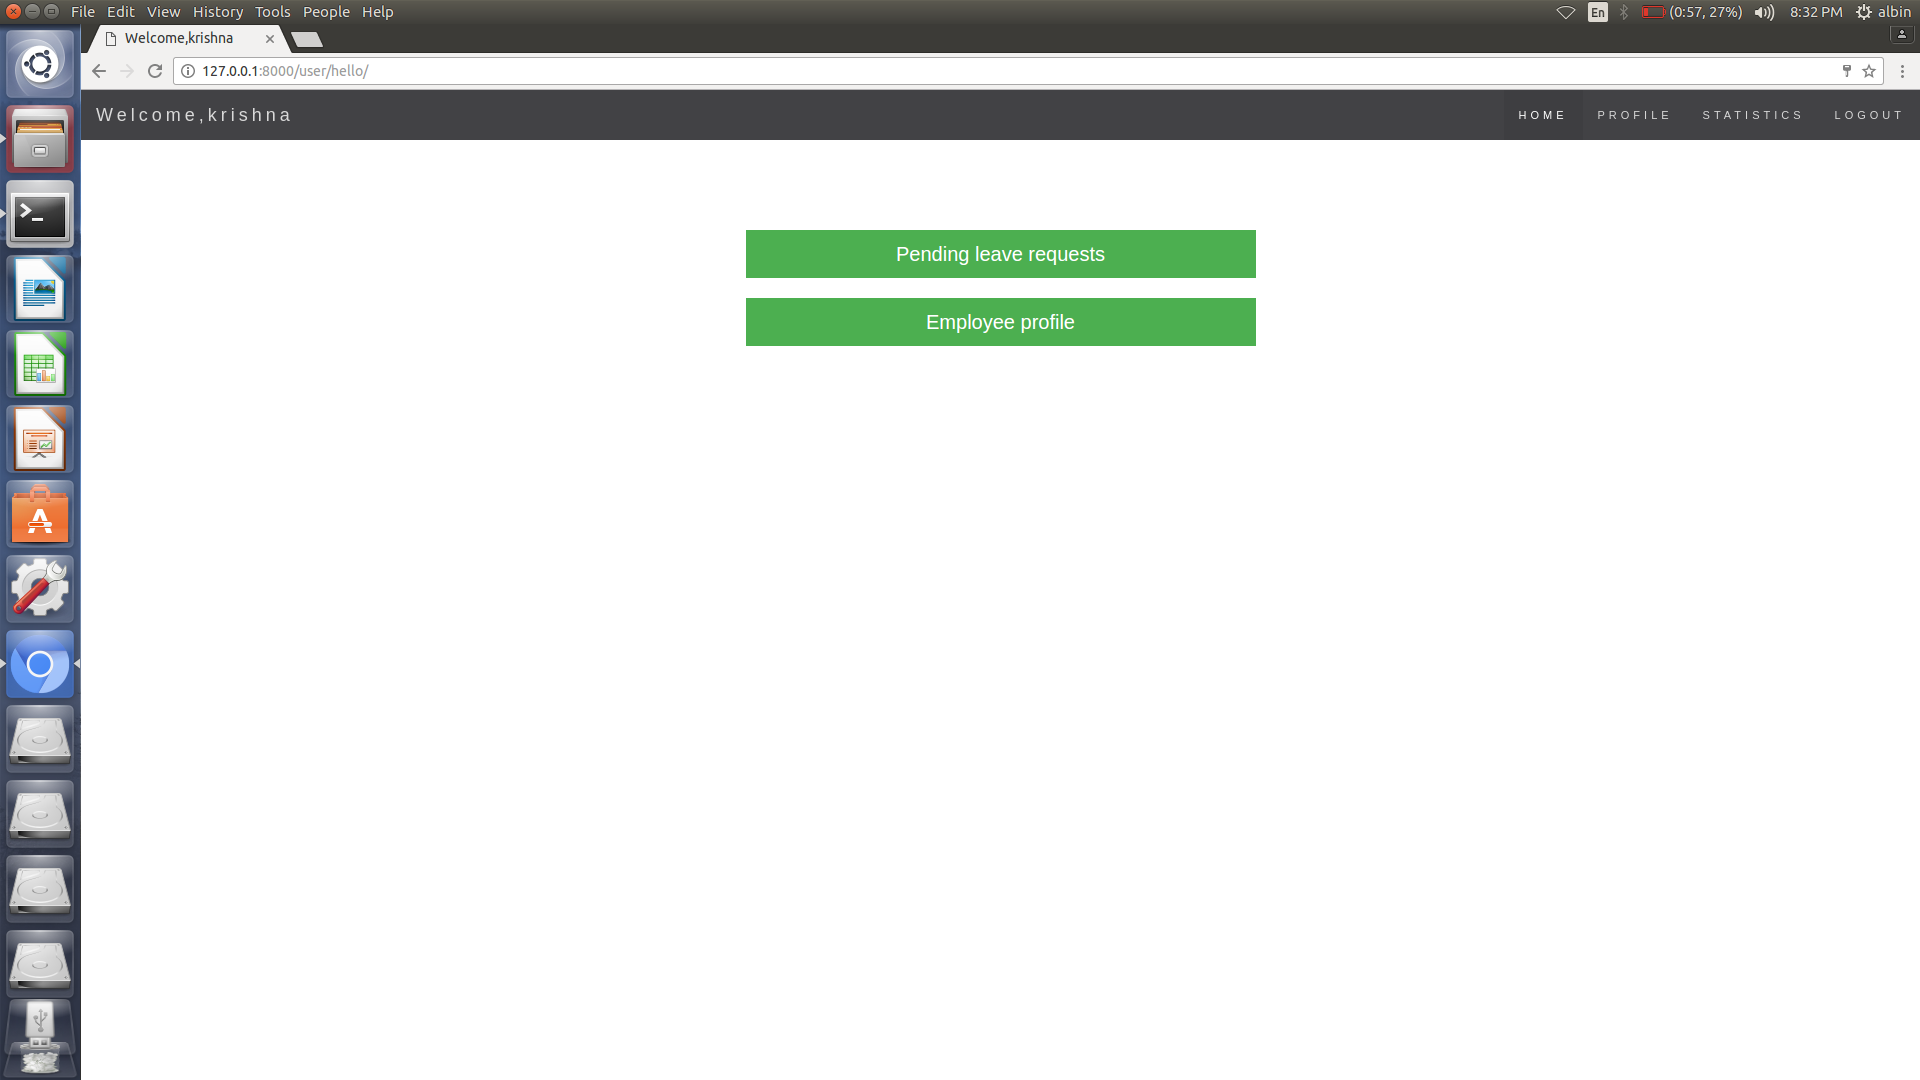 File Edit View History Tools People Help
En (0:57, 27%) 8:32 PM albin
Welcome,krishna
127.0.0.1:8000/user/hello/
Welcome,krishna
HOME PROFILE STATISTICS LOGOUT
Pending leave requests
Employee profile